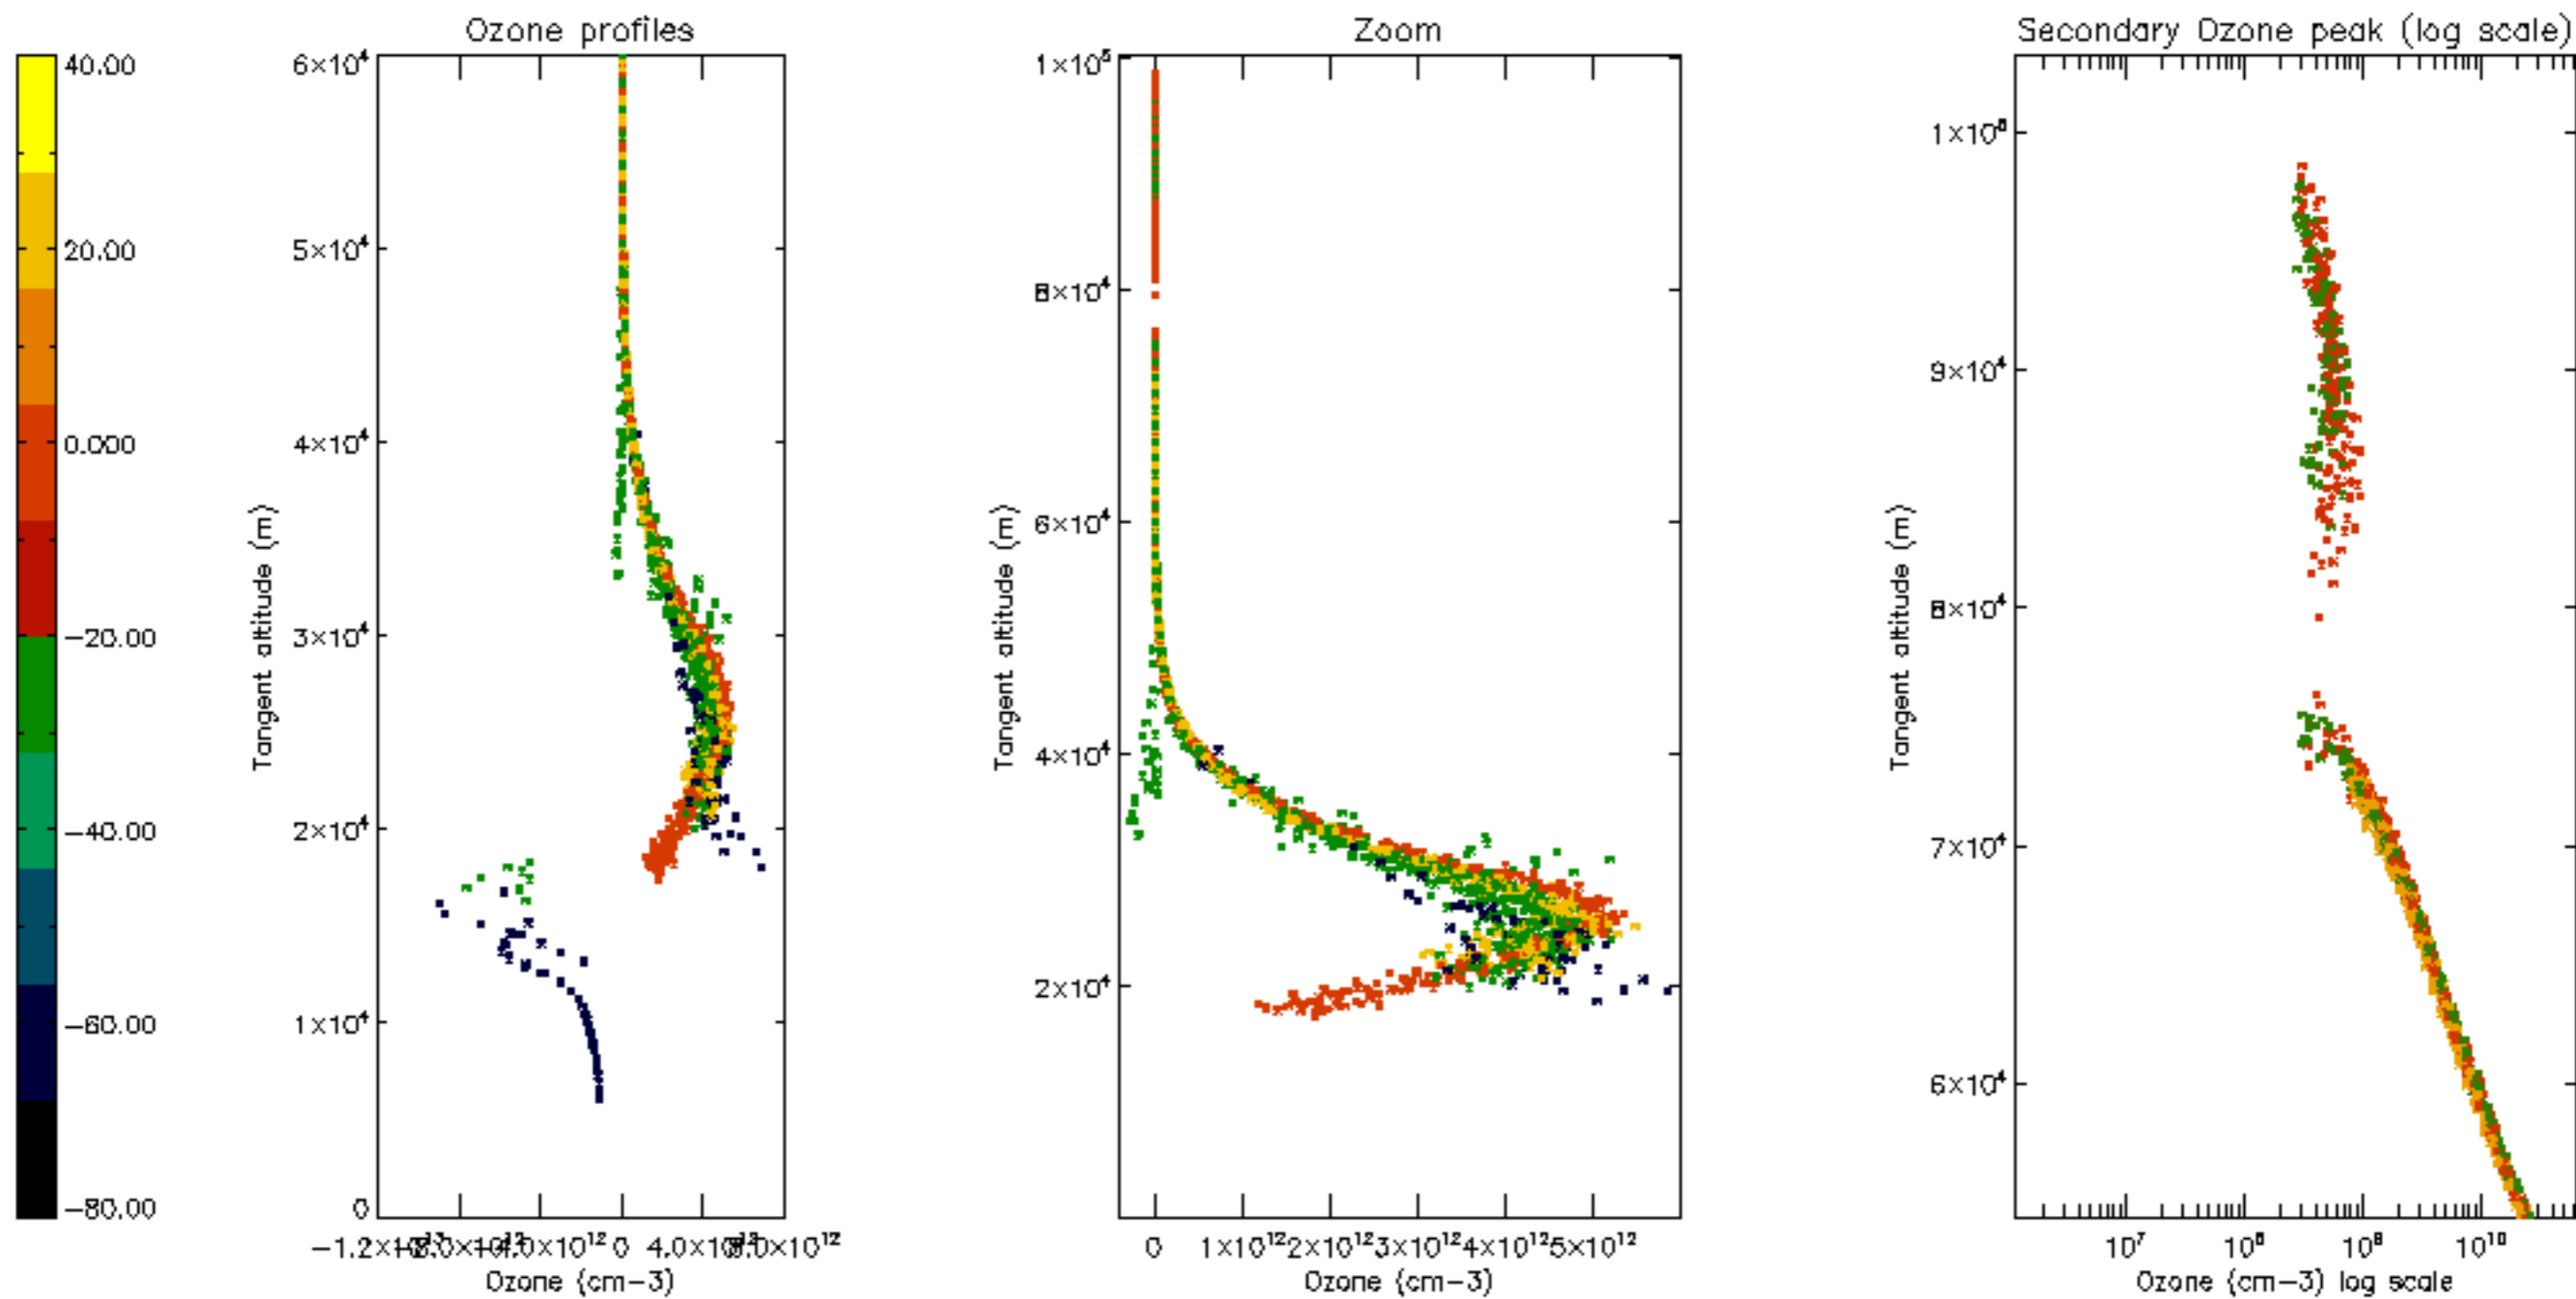 Ozone profiles
Zoom
Secondary Ozone peak (log scale)
40.00
20.00
0.000
−20.00
−40.00
−60.00
−80.00
6×10⁴
5×10⁴
4×10⁴
3×10⁴
2×10⁴
1×10⁴
0
Tangent altitude (m)
4.0×10¹² 0
Ozone (cm−3)
1×10⁵
8×10⁴
6×10⁴
4×10⁴
2×10⁴
Tangent altitude (m)
0 1×10¹² 2×10¹² 3×10¹² 4×10¹² 5×10¹²
Ozone (cm−3)
1×10⁵
9×10⁴
8×10⁴
7×10⁴
6×10⁴
Tangent altitude (m)
10⁷ 10⁸ 10⁹ 10¹⁰
Ozone (cm−3) log scale